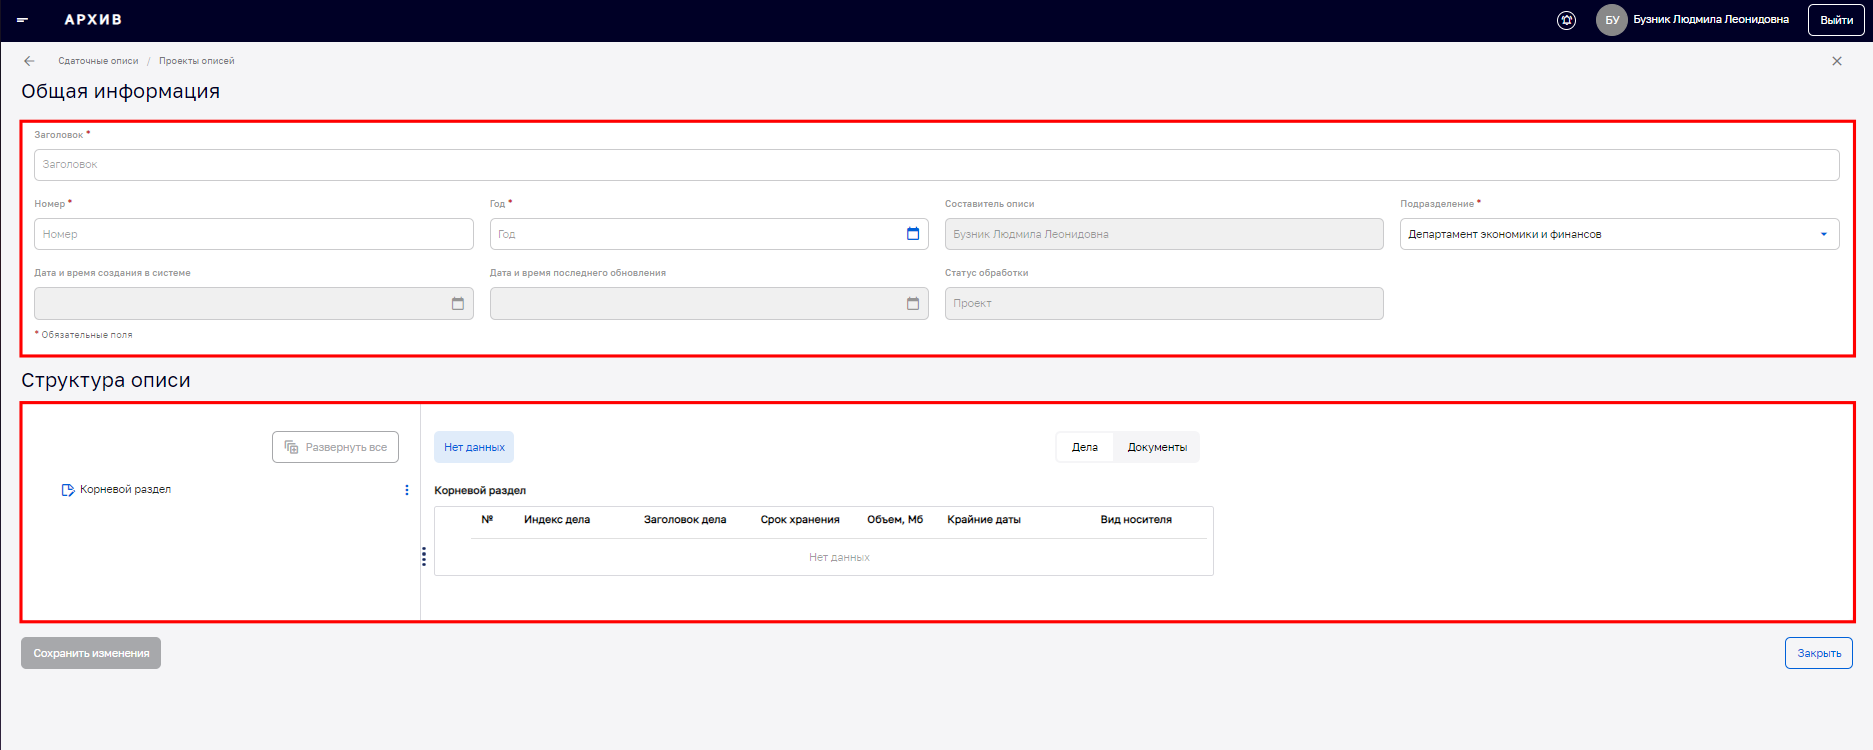 АРХИВ
БУ Бузник Людмила Леонидовна Выйти
Сдаточные описи / Проекты описей
Общая информация
Заголовок *
Заголовок
Номер * Год * Составитель описи Подразделение *
Номер Год Бузник Людмила Леонидовна Департамент экономики и финансов
Дата и время создания в системе Дата и время последнего обновления Статус обработки
Проект
* Обязательные поля
Структура описи
Развернуть все Нет данных Дела Документы
Корневой раздел Корневой раздел
№ Индекс дела Заголовок дела Срок хранения Объем, Мб Крайние даты Вид носителя
Нет данных
Сохранить изменения Закрыть